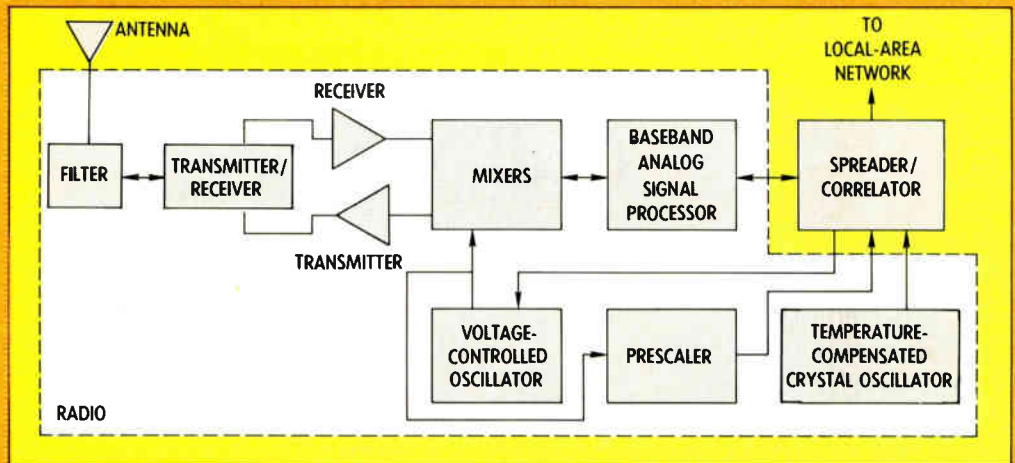 ANTENNA
TO
LOCAL-AREA
NETWORK
RECEIVER
FILTER
TRANSMITTER/
RECEIVER
MIXERS
BASEBAND
ANALOG
SIGNAL
PROCESSOR
SPREADER/
CORRELATOR
TRANSMITTER
VOLTAGE-
CONTROLLED
OSCILLATOR
PRESCALER
TEMPERATURE-
COMPENSATED
CRYSTAL OSCILLATOR
RADIO